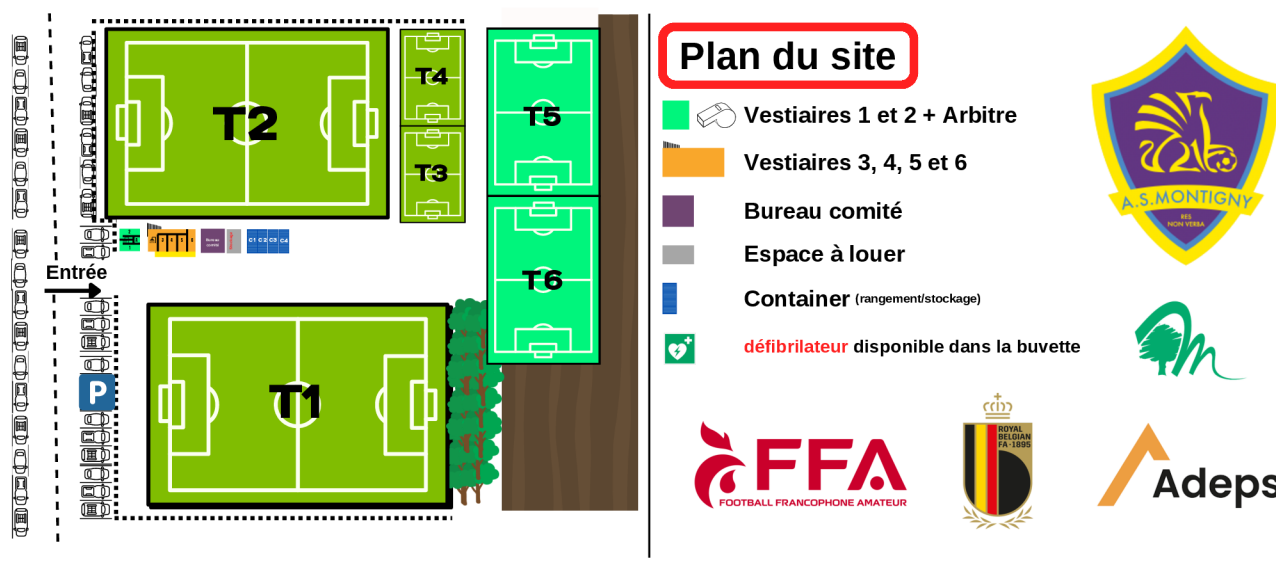 T2
T4
T3
T5
T6
Entrée
C1 C2 C3 C4
P
T1
Plan du site
Vestiaires 1 et 2 + Arbitre
Vestiaires 3, 4, 5 et 6
Bureau comité
Espace à louer
Container (rangement/stockage)
défibrilateur disponible dans la buvette
A.S.MONTIGNY
RES
NON VERBA
FFA
FOOTBALL FRANCOPHONE AMATEUR
ROYAL
BELGIAN
FA-1895
Adeps